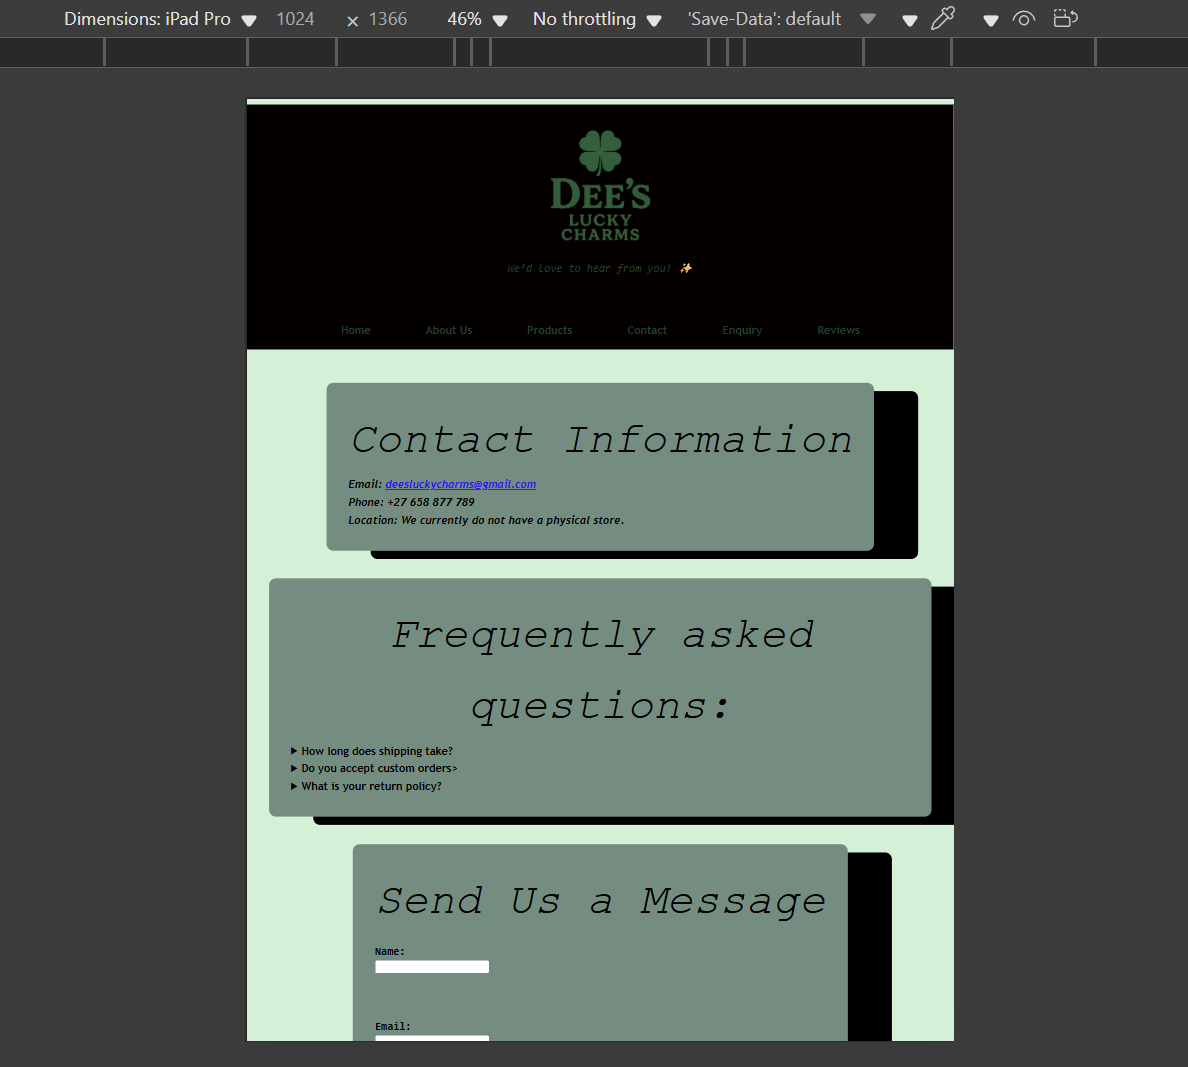 Dimensions: iPad Pro 1024 × 1366 46% No throttling 'Save-Data': default
DEE'S
LUCKY
CHARMS
We'd Love to hear from you! ✨
Home About Us Products Contact Enquiry Reviews
Contact Information
Email: deesluckycharms@gmail.com
Phone: +27 658 877 789
Location: We currently do not have a physical store.
Frequently asked
questions:
▶ How long does shipping take?
▶ Do you accept custom orders>
▶ What is your return policy?
Send Us a Message
Name:
Email: